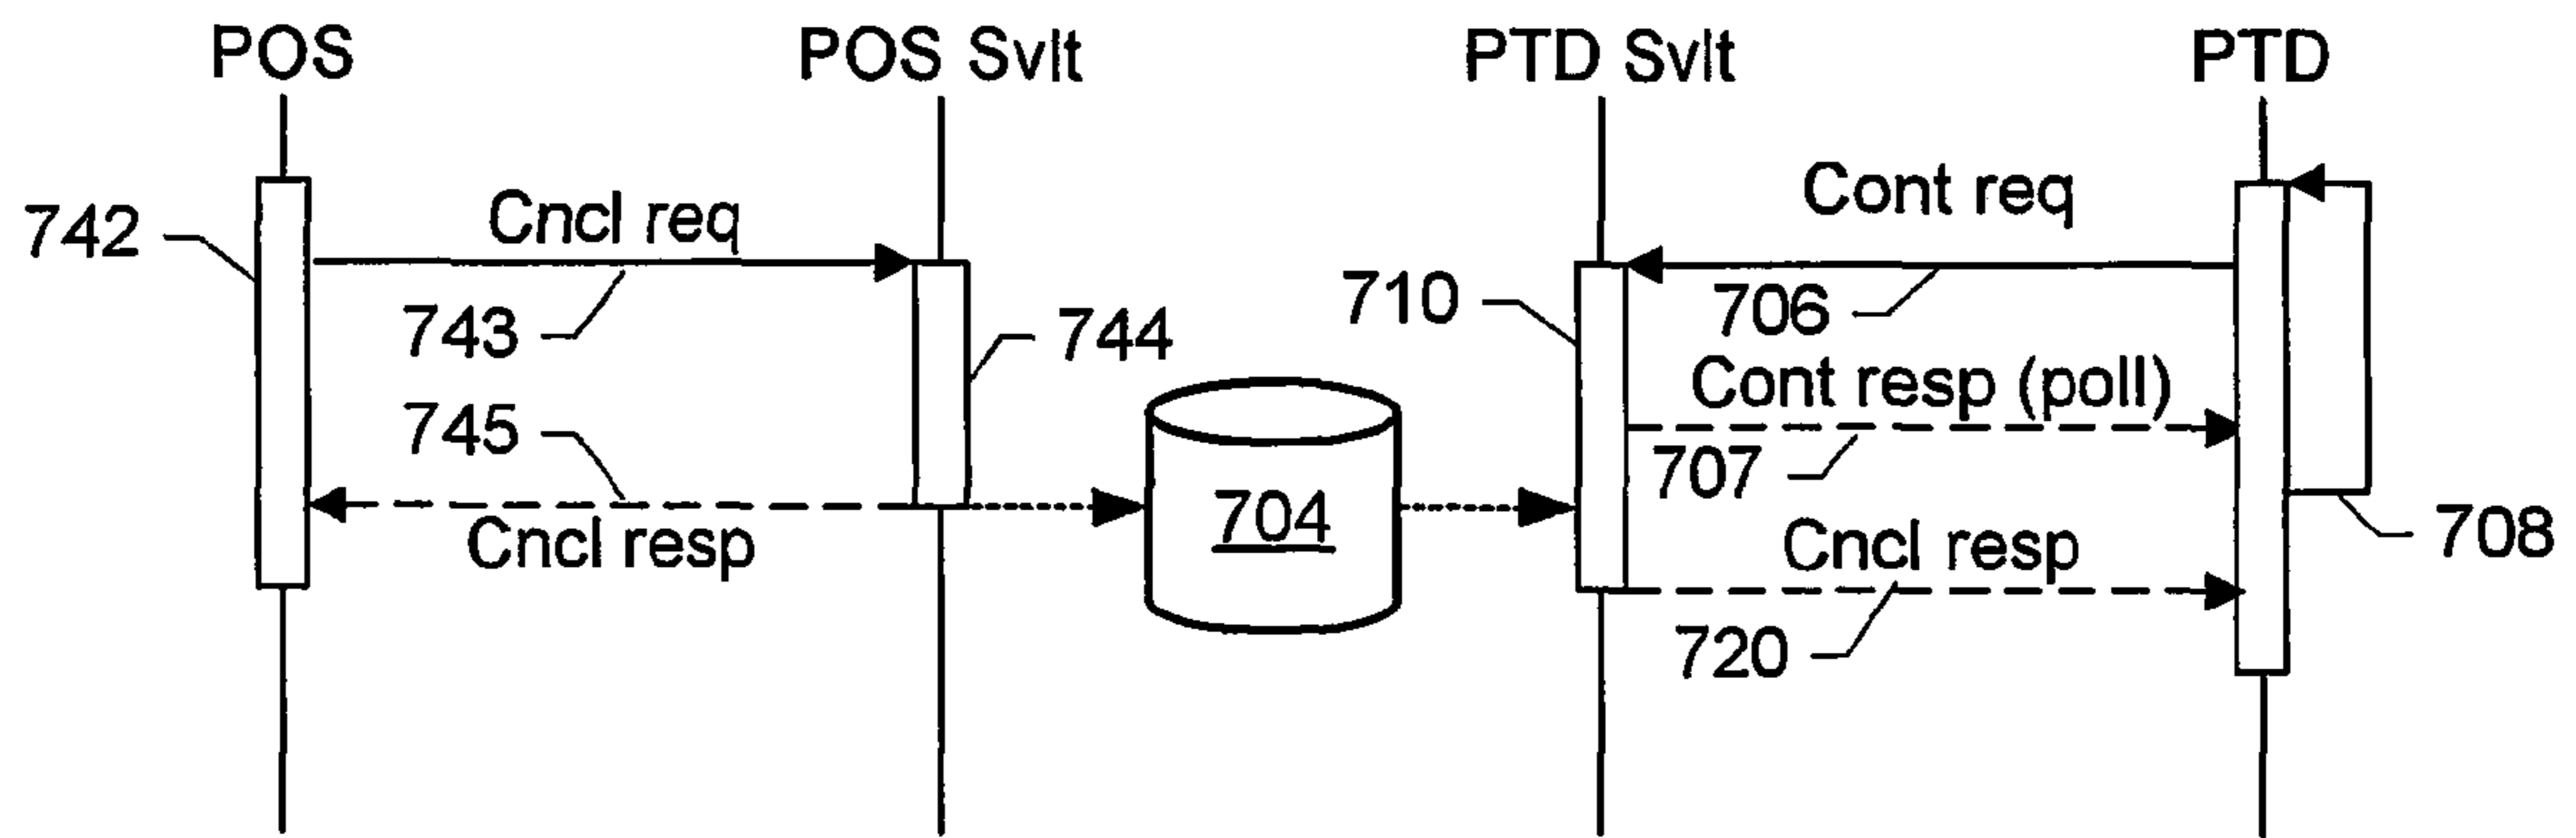 POS
POS Svlt
PTD Svlt
PTD
742
Cncl req
743
744
745
Cncl resp
704
Cont req
710
706
Cont resp (poll)
707
Cncl resp
720
708